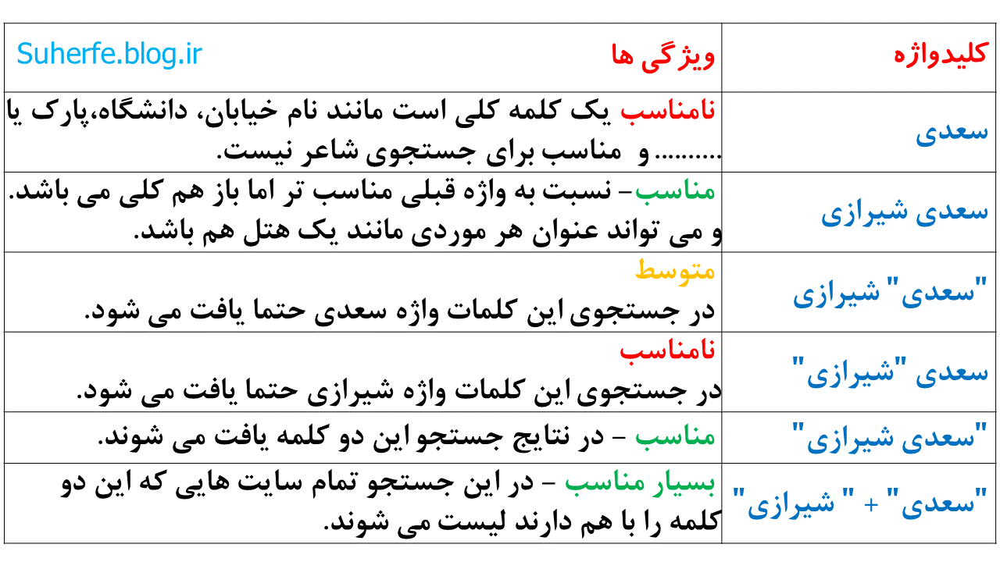 کلیدواژه
ویژگی ها
Suherfe.blog.ir
سعدی
نامناسب یک کلمه کلی است مانند نام خیابان، دانشگاه،پارک یا
.......... و مناسب برای جستجوی شاعر نیست.
سعدی شیرازی
مناسب– نسبت به واژه قبلی مناسب تر اما باز هم کلی می باشد.
و می تواند عنوان هر موردی مانند یک هتل هم باشد.
"سعدی" شیرازی
متوسط
در جستجوی این کلمات واژه سعدی حتما یافت می شود.
سعدی "شیرازی"
نامناسب
در جستجوی این کلمات واژه شیرازی حتما یافت می شود.
"سعدی شیرازی"
مناسب – در نتایج جستجو این دو کلمه یافت می شوند.
"سعدی" + " شیرازی"
بسیار مناسب – در این جستجو تمام سایت هایی که این دو
کلمه را با هم دارند لیست می شوند.